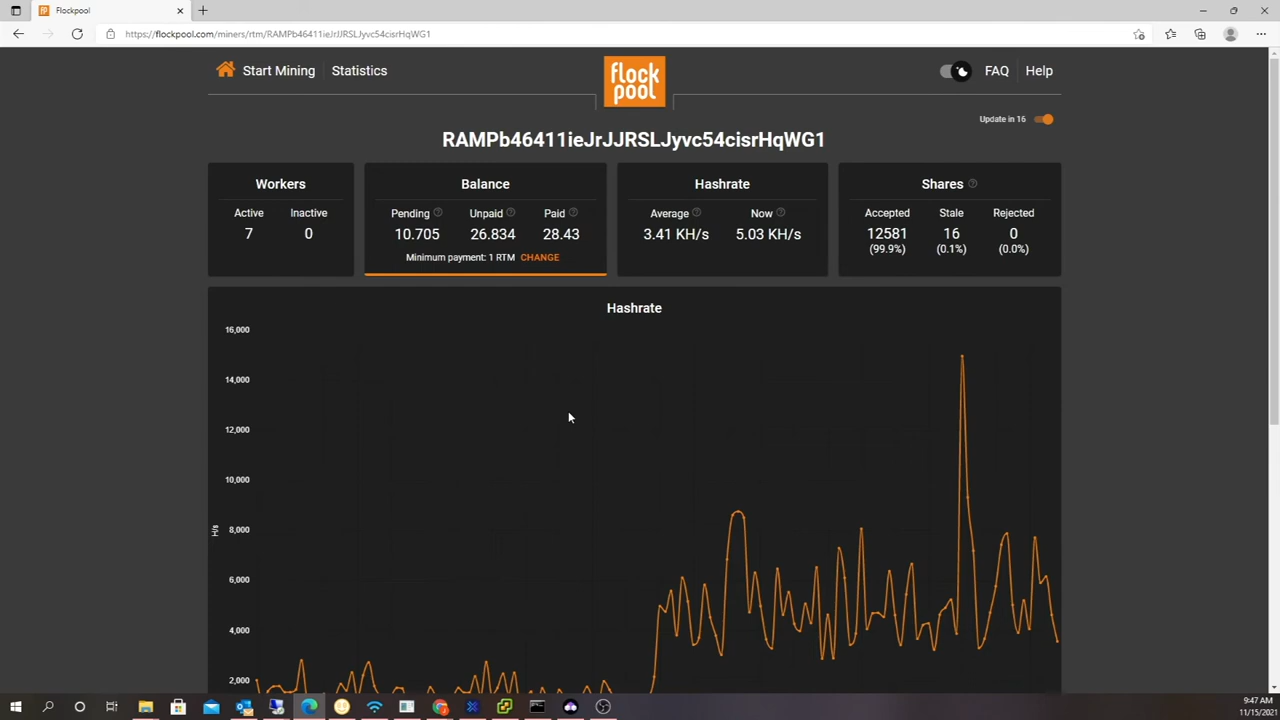 Flockpool
https://flockpool.com/miners/rtm/RAMPb46411ieJrJJRSLJyvc54cisrHqWG1
Start Mining Statistics
flock
pool
FAQ Help
Update in 16
RAMPb46411ieJrJJRSLJyvc54cisrHqWG1
Workers
Active Inactive
7 0
Balance
Pending Unpaid Paid
10.705 26.834 28.43
Minimum payment: 1 RTM CHANGE
Hashrate
Average Now
3.41 KH/s 5.03 KH/s
Shares
Accepted Stale Rejected
12581 16 0
(99.9%) (0.1%) (0.0%)
Hashrate
16,000
14,000
12,000
10,000
8,000
6,000
4,000
2,000
H/s
9:47 AM
11/15/2021